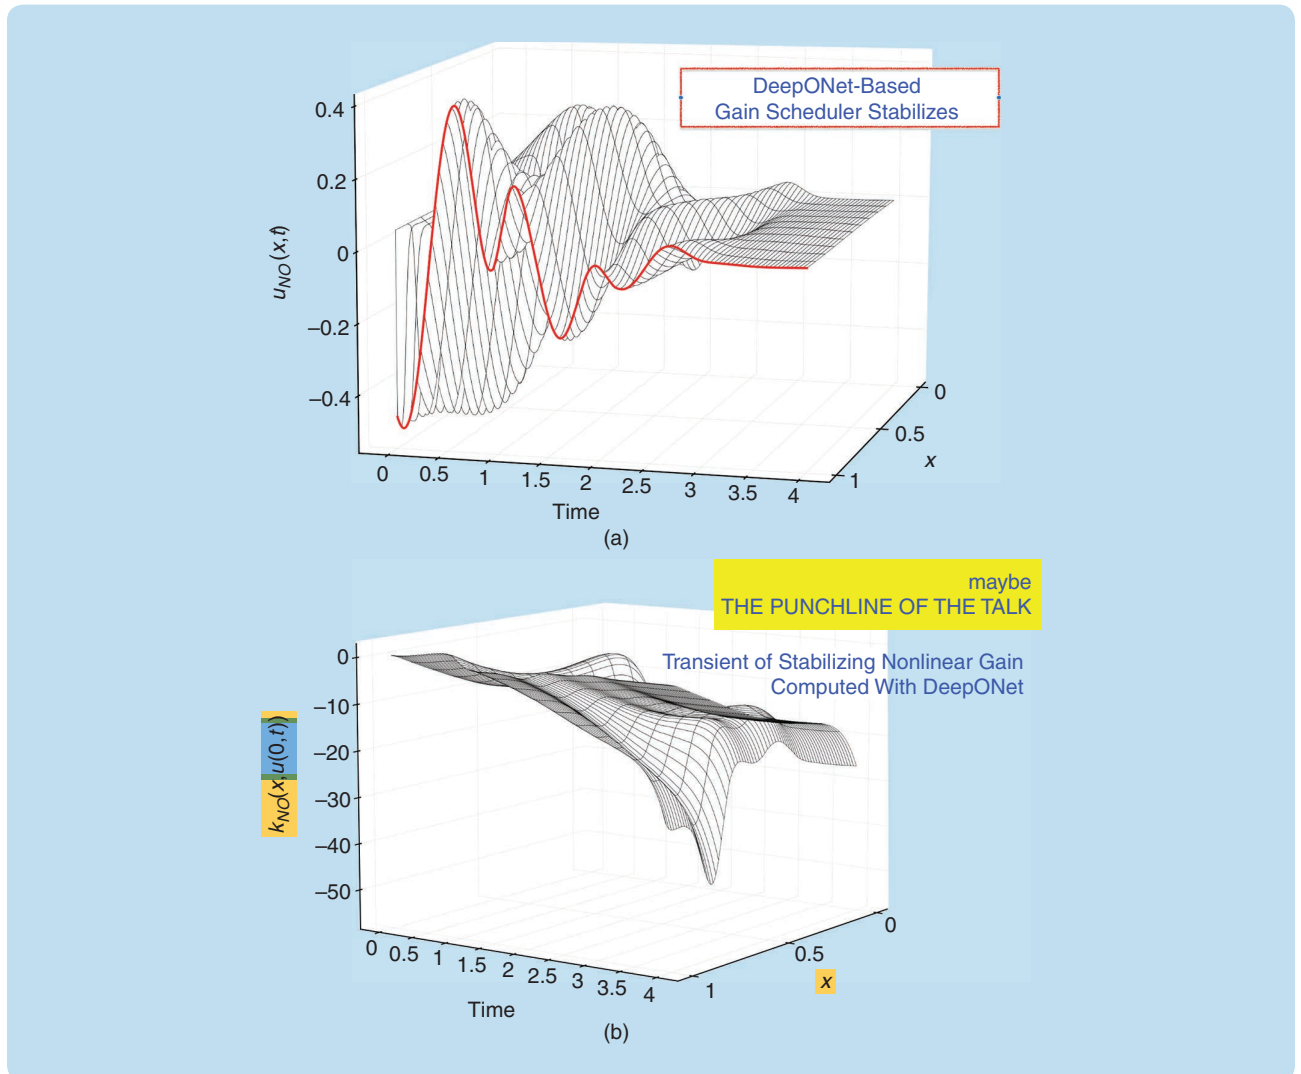 DeepONet-Based
Gain Scheduler Stabilizes
0.4
0.2
0
–0.2
–0.4
u_NO(x,t)
0
0.5
1
1.5
2
2.5
3
3.5
4
Time
0
0.5
1
x
(a)
maybe
THE PUNCHLINE OF THE TALK
Transient of Stabilizing Nonlinear Gain
Computed With DeepONet
0
–10
–20
–30
–40
–50
k_NO(x,u(0,t))
0
0.5
1
1.5
2
2.5
3
3.5
4
Time
0
0.5
1
x
(b)